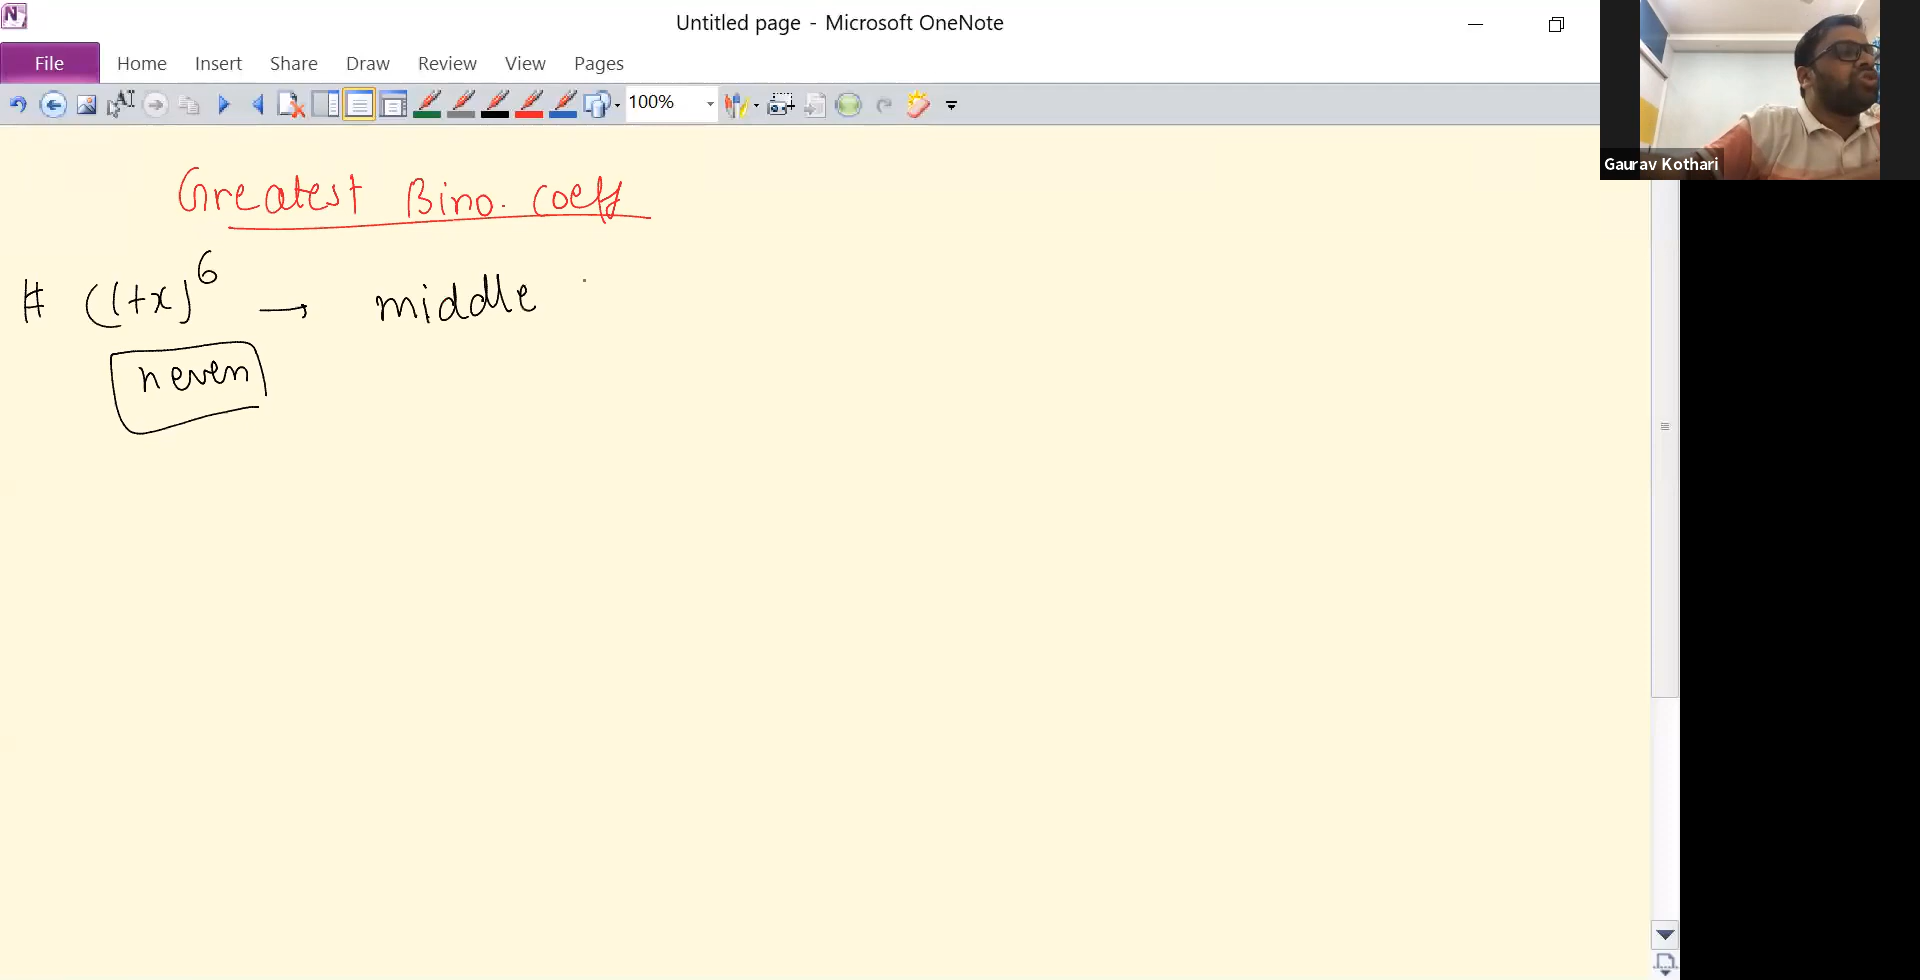 Untitled page - Microsoft OneNote
File Home Insert Share Draw Review View Pages
100%
Gaurav Kothari
Greatest Bino. coeff
# (1+x)^6 → middle
n even